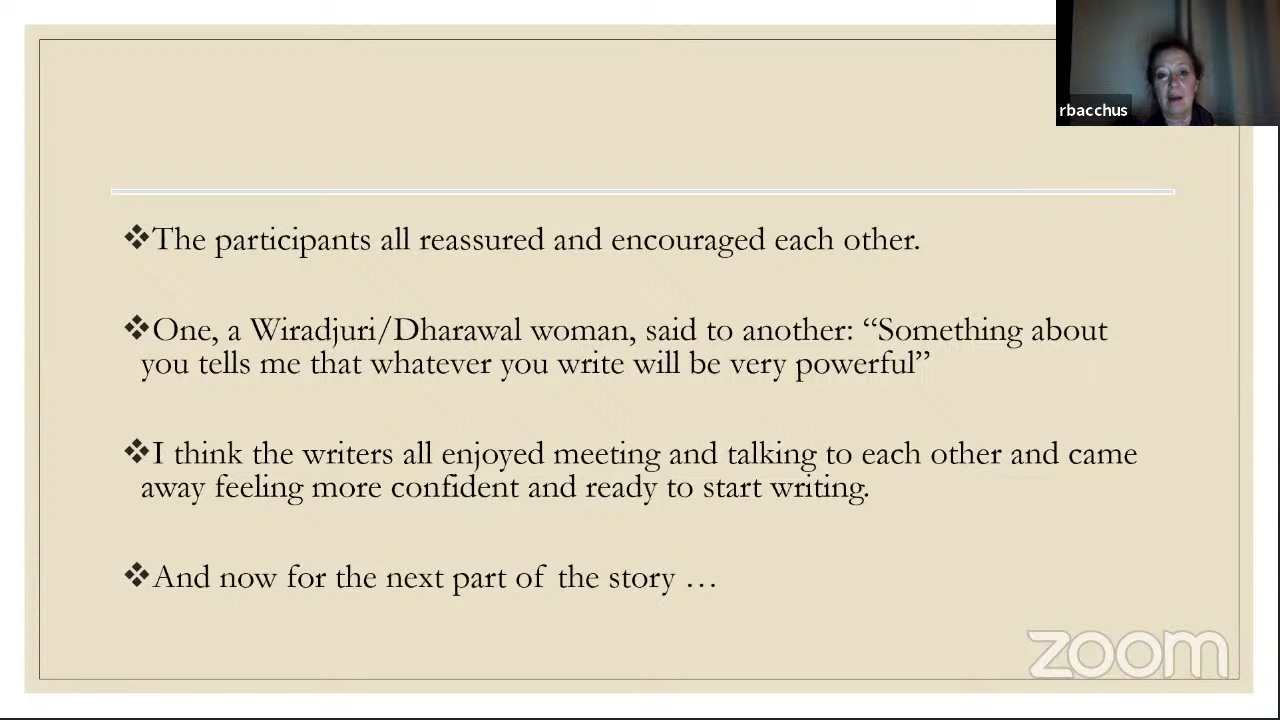 rbacchus
❖The participants all reassured and encouraged each other.
❖One, a Wiradjuri/Dharawal woman, said to another: “Something about
you tells me that whatever you write will be very powerful”
❖I think the writers all enjoyed meeting and talking to each other and came
away feeling more confident and ready to start writing.
❖And now for the next part of the story …
zoom